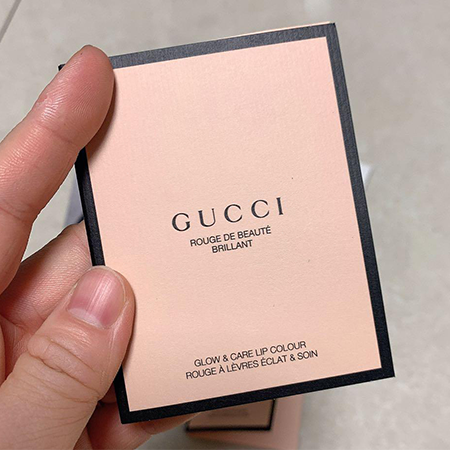 GUCCI
ROUGE DE BEAUTÉ
BRILLANT
GLOW & CARE LIP COLOUR
ROUGE À LÈVRES ÉCLAT & SOIN